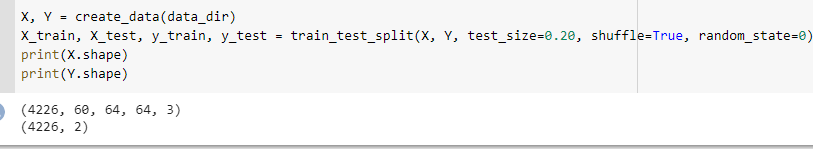 X, Y = create_data(data_dir)
X_train, X_test, y_train, y_test = train_test_split(X, Y, test_size=0.20, shuffle=True, random_state=0)
print(X.shape)
print(Y.shape)
(4226, 60, 64, 64, 3)
(4226, 2)